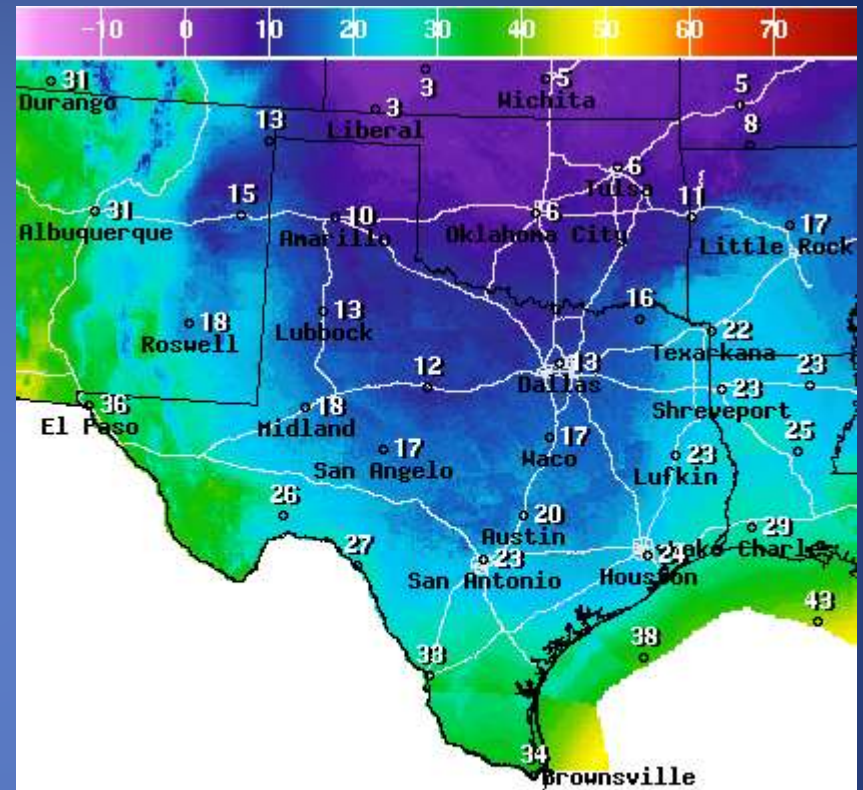 -10 0 10 20 30 40 50 60 70
31
Durango
3
3
Liberal
5
Wichita
5
13
8
6
Tulsa
31
Albuquerque
15
10
Amarillo
6
Oklahoma City
11
17
Little Rock
18
Roswell
13
Lubbock
16
22
Texarkana
12
13
Dallas
23
Shreveport
23
36
El Paso
18
Midland
17
San Angelo
17
Waco
23
Lufkin
25
26
20
Austin
29
Lake Charles
27
23
San Antonio
24
Houston
43
33
38
34
Brownsville